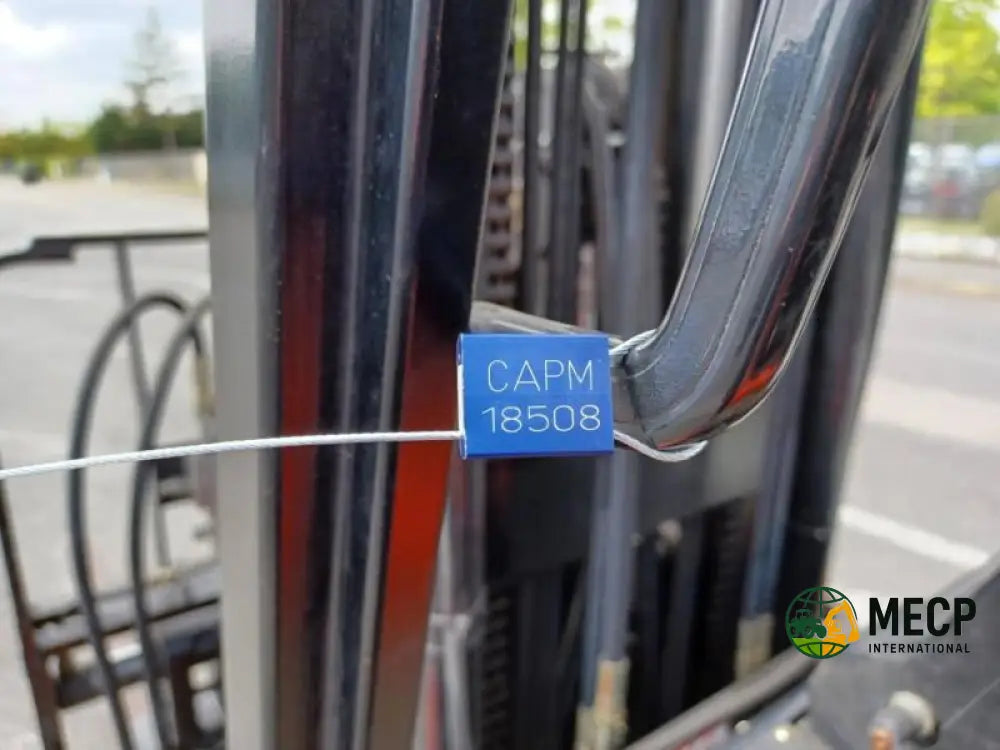 CAPM
18508
MECP
INTERNATIONAL